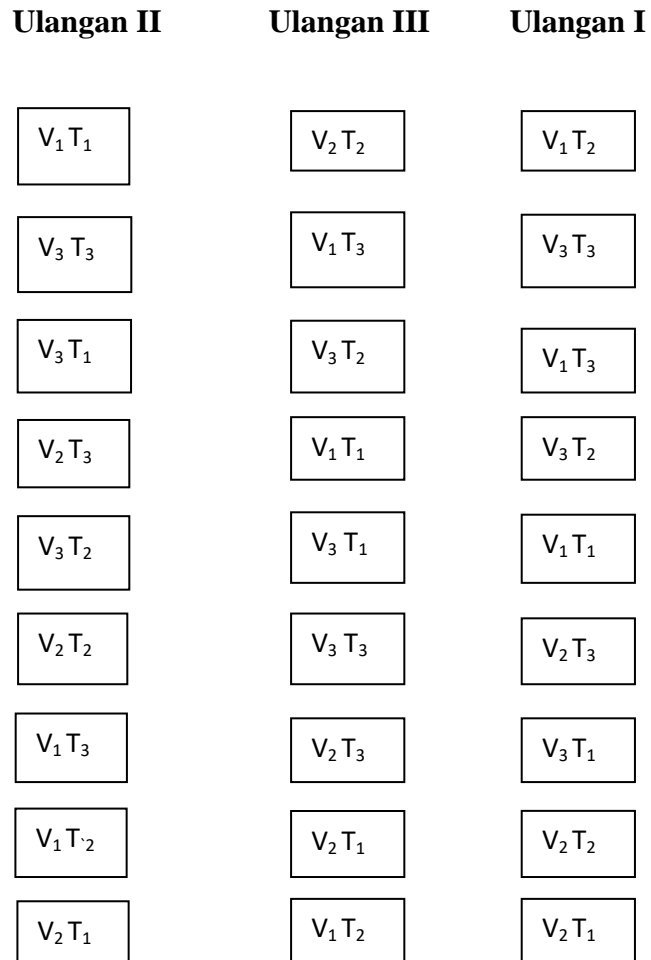 Ulangan II Ulangan III Ulangan I
V₁ T₁ V₂ T₂ V₁ T₂
V₃ T₃ V₁ T₃ V₃ T₃
V₃ T₁ V₃ T₂ V₁ T₃
V₂ T₃ V₁ T₁ V₃ T₂
V₃ T₂ V₃ T₁ V₁ T₁
V₂ T₂ V₃ T₃ V₂ T₃
V₁ T₃ V₂ T₃ V₃ T₁
V₁ T`₂ V₂ T₁ V₂ T₂
V₂ T₁ V₁ T₂ V₂ T₁